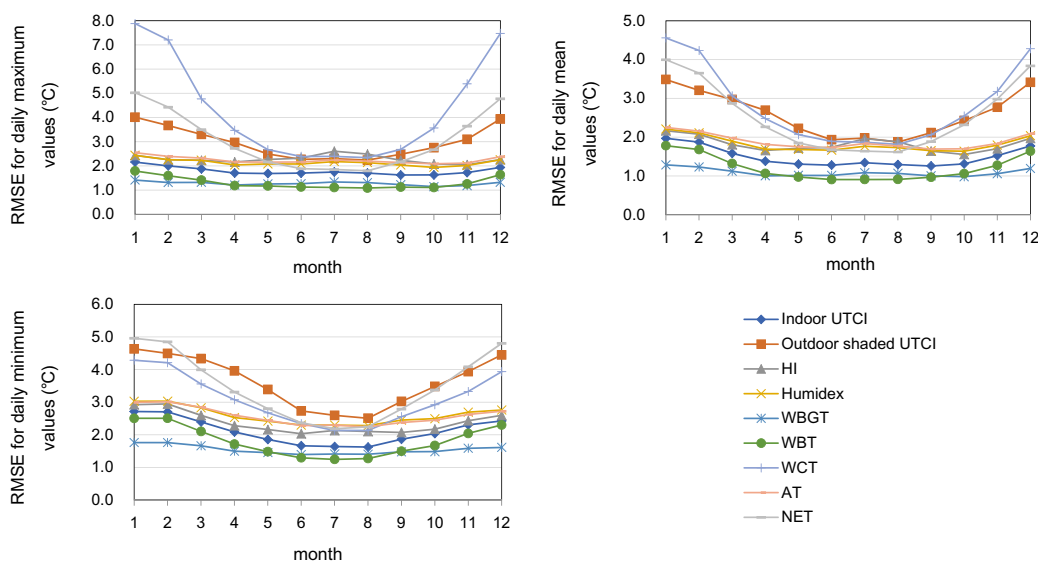 RMSE for daily maximum
values (°C)
8.0
7.0
6.0
5.0
4.0
3.0
2.0
1.0
0.0
1 2 3 4 5 6 7 8 9 10 11 12
month
RMSE for daily mean
values (°C)
5.0
4.0
3.0
2.0
1.0
0.0
1 2 3 4 5 6 7 8 9 10 11 12
month
RMSE for daily minimum
values (°C)
6.0
5.0
4.0
3.0
2.0
1.0
0.0
1 2 3 4 5 6 7 8 9 10 11 12
month
Indoor UTCI
Outdoor shaded UTCI
HI
Humidex
WBGT
WBT
WCT
AT
NET